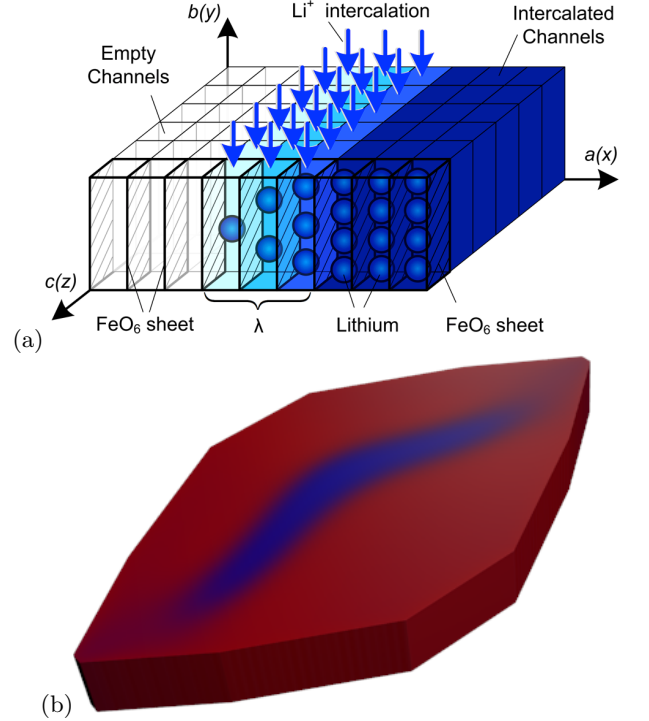 b(y)
Li+ intercalation
Intercalated
Channels
Empty
Channels
a(x)
c(z)
FeO6 sheet
λ
Lithium
FeO6 sheet
(a)
(b)